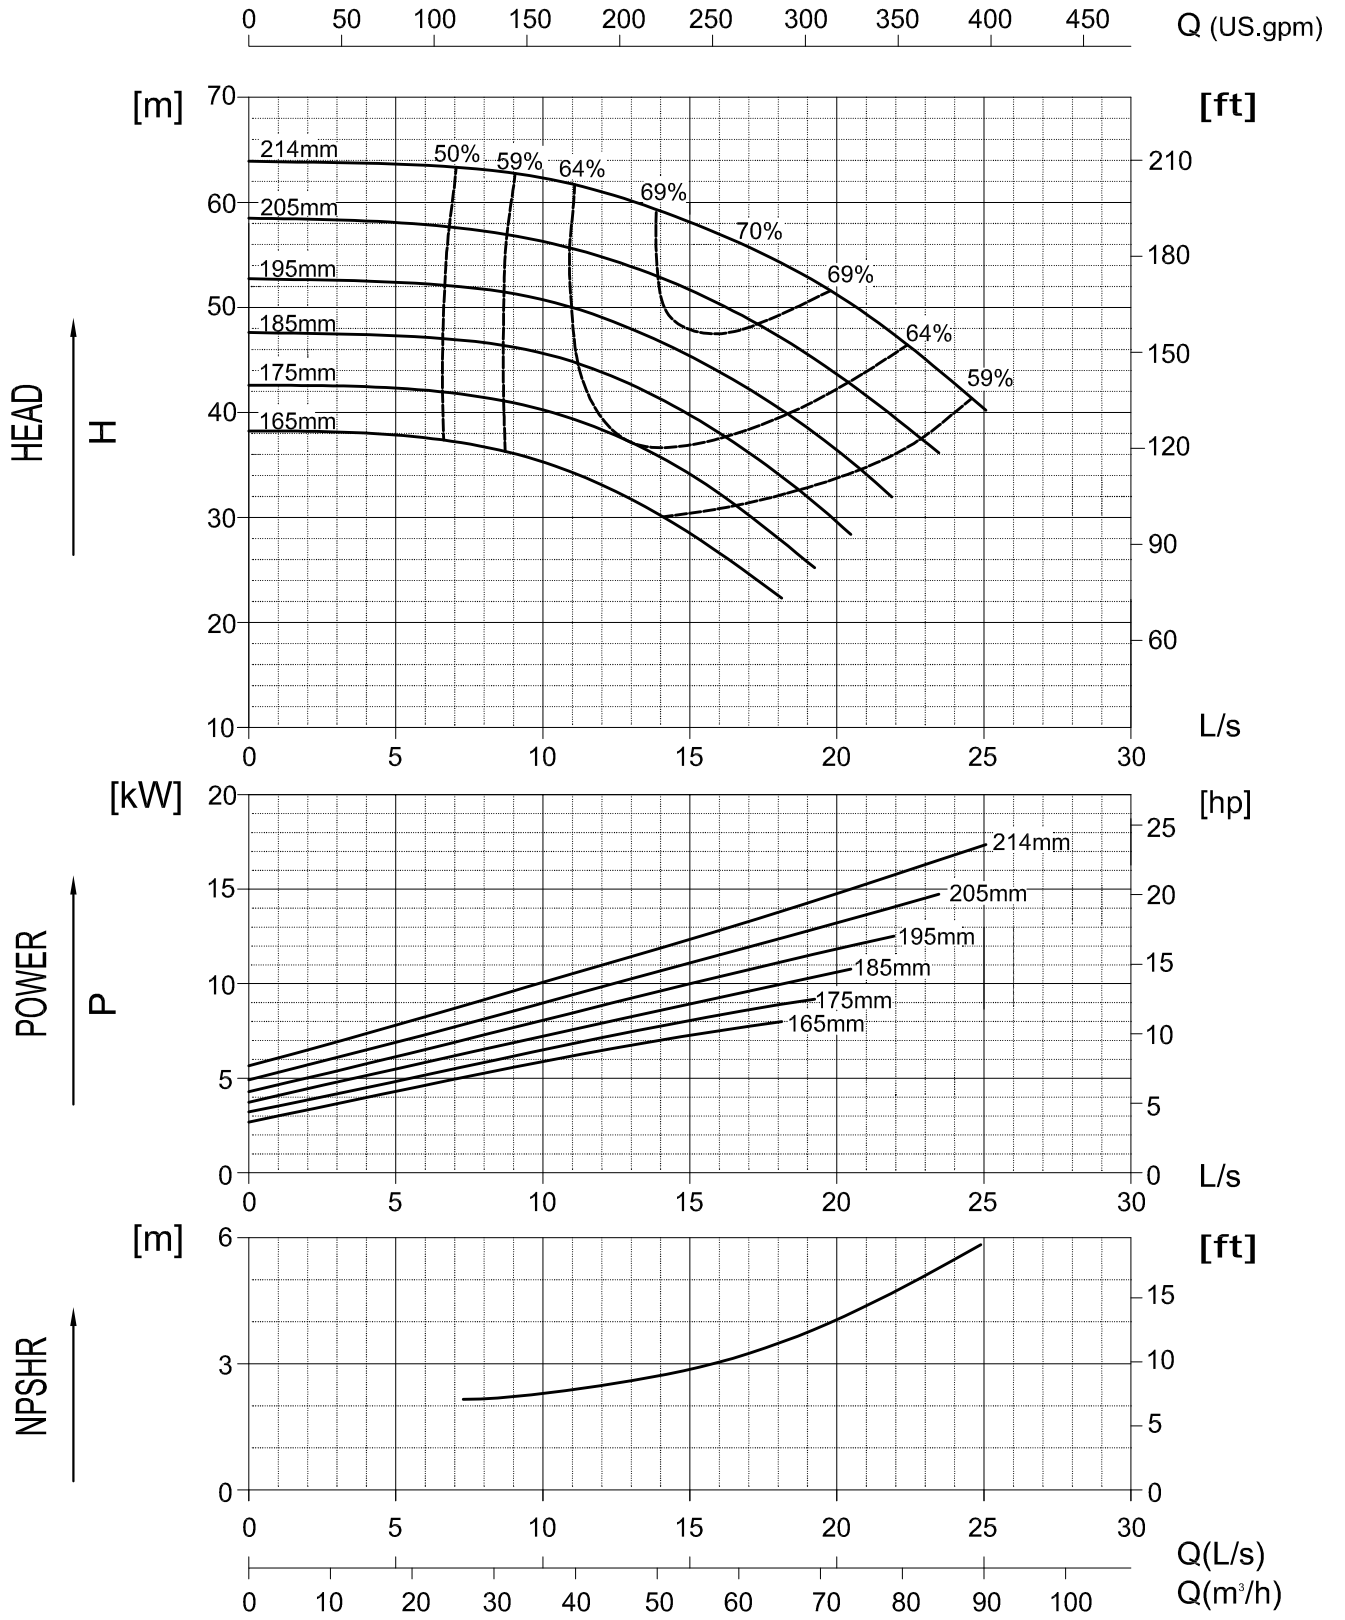 0 50 100 150 200 250 300 350 400 450 Q (US.gpm)
[m] 70 [ft]
214mm 50% 59% 64% 69% 210
60 205mm 70% 180
195mm 69%
50 185mm 64% 150
175mm 59%
HEAD H 40 165mm 120
30 90
20 60
10 L/s
0 5 10 15 20 25 30
[kW] 20 [hp]
214mm 25
15 205mm 20
195mm
POWER P 10 185mm 15
175mm 10
165mm
5 5
0 0 L/s
0 5 10 15 20 25 30
[m] 6 [ft]
15
NPSHR 3 10
5
0 0
0 5 10 15 20 25 30
Q(L/s)
0 10 20 30 40 50 60 70 80 90 100 Q(m³/h)